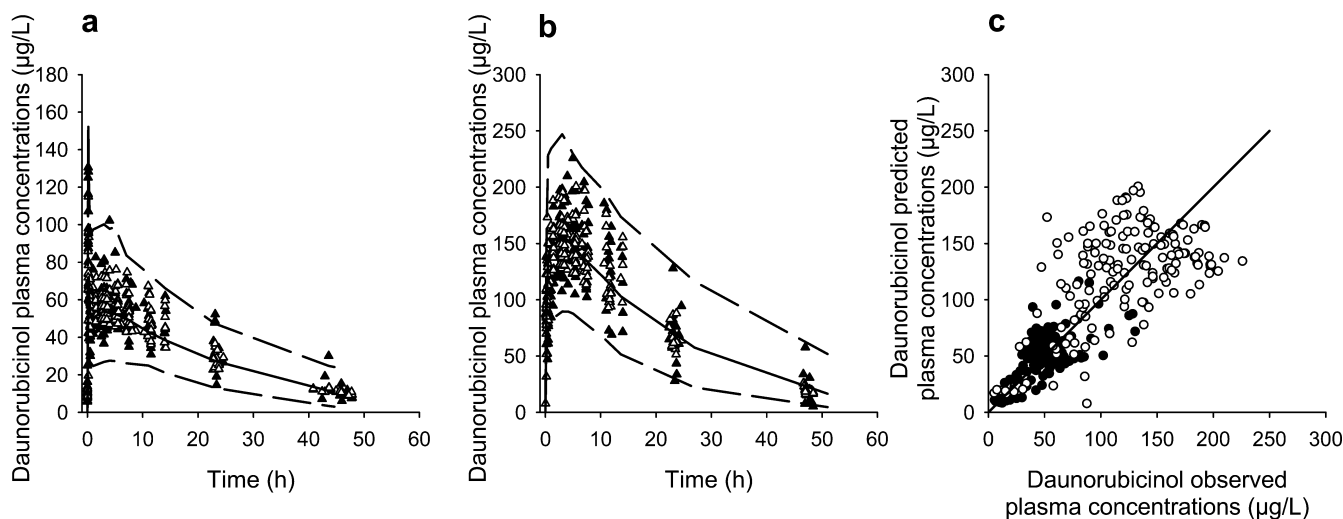 a
Daunorubicinol plasma concentrations (µg/L)
180
160
140
120
100
80
60
40
20
0
0 10 20 30 40 50 60
Time (h)
b
Daunorubicinol plasma concentrations (µg/L)
300
250
200
150
100
50
0
0 10 20 30 40 50 60
Time (h)
c
Daunorubicinol predicted
plasma concentrations (µg/L)
300
250
200
150
100
50
0
0 50 100 150 200 250 300
Daunorubicinol observed
plasma concentrations (µg/L)